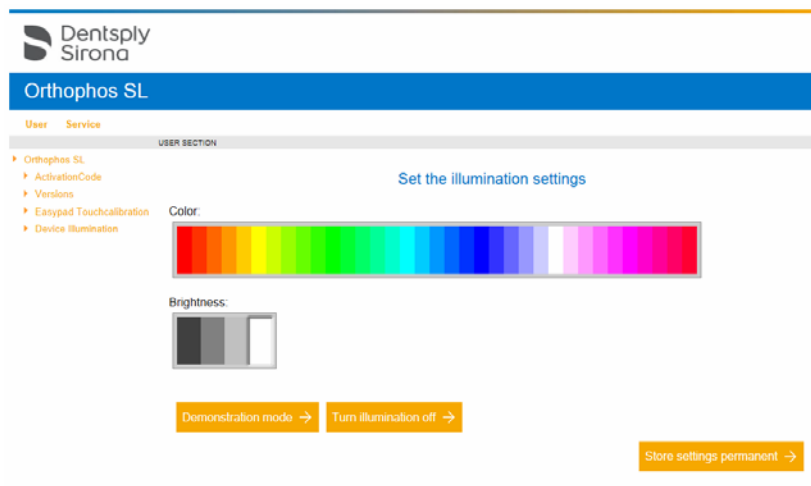 Dentsply
Sirona
Orthophos SL
User Service
USER SECTION
Orthophos SL
ActivationCode
Versions
Easypad Touchcalibration
Device Illumination
Set the illumination settings
Color:
Brightness:
Demonstration mode →
Turn illumination off →
Store settings permanent →